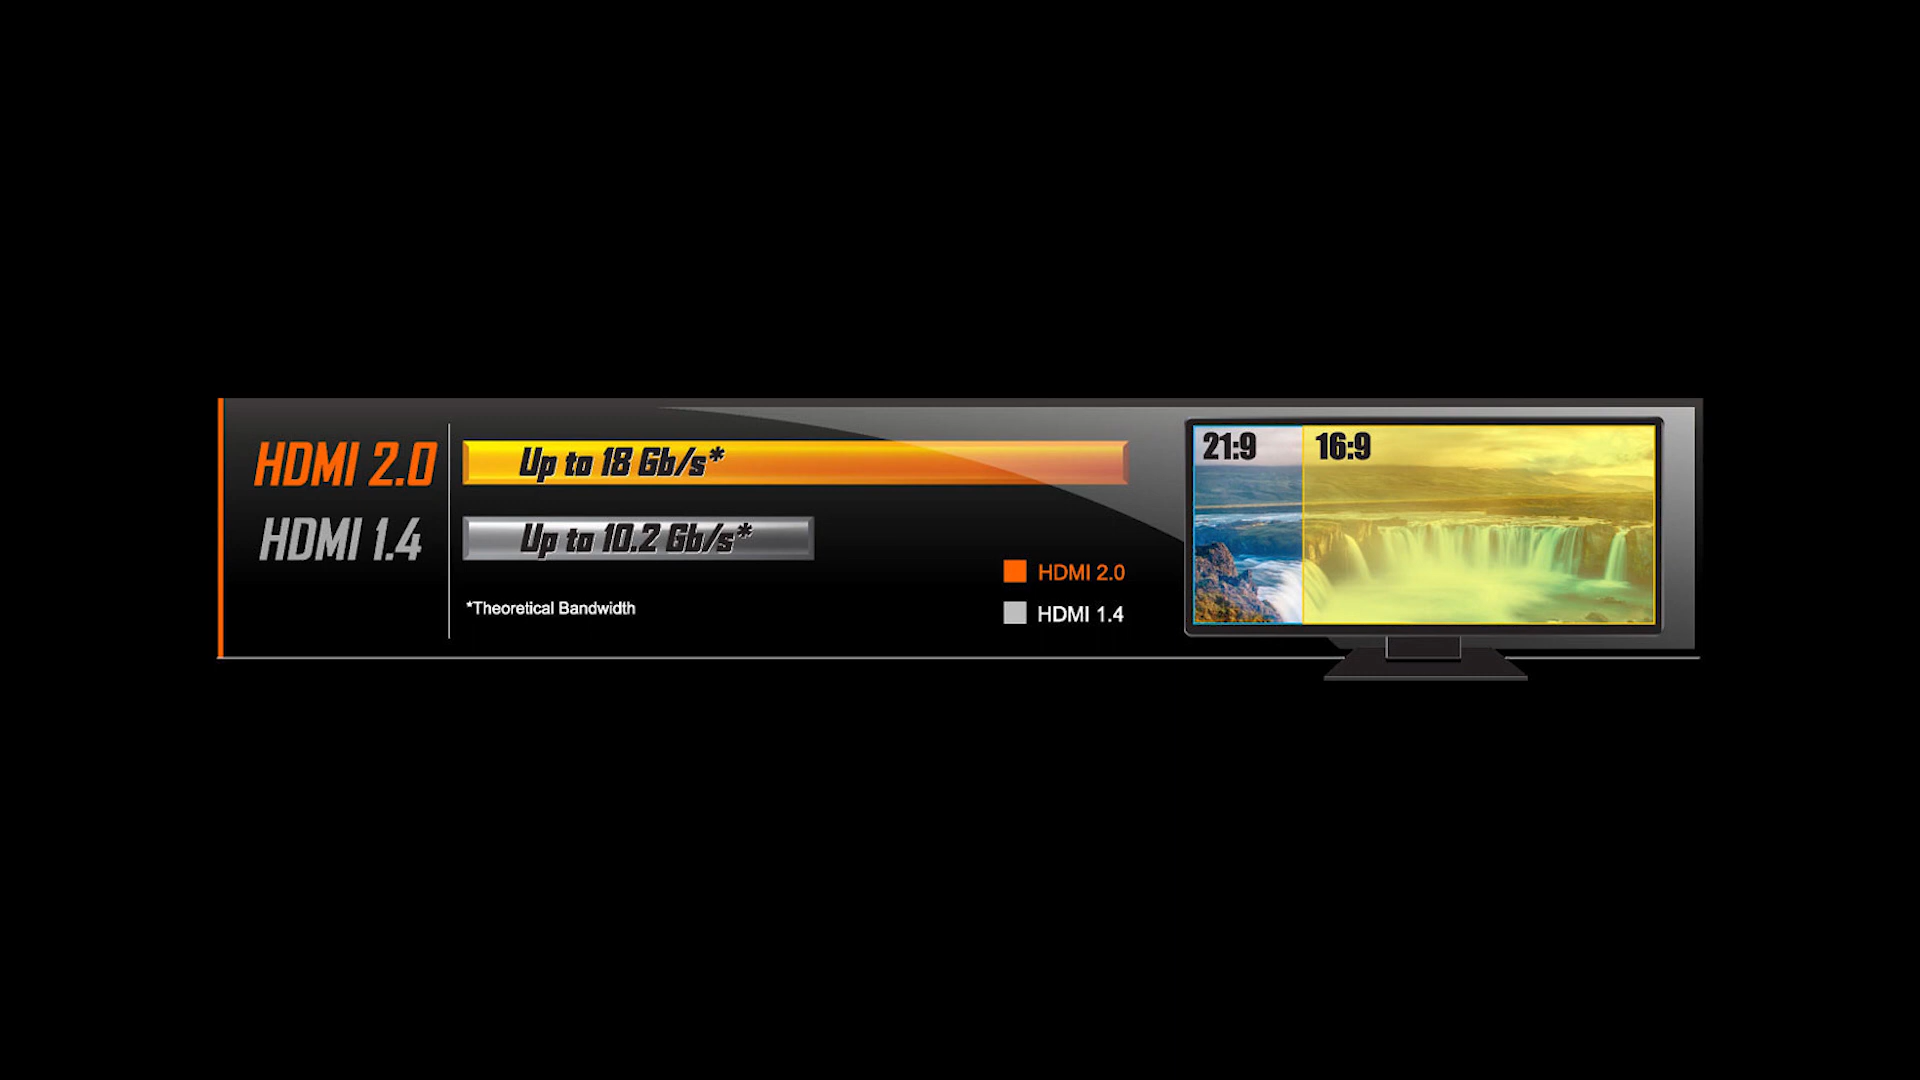 HDMI 2.0
Up to 18 Gb/s*
HDMI 1.4
Up to 10.2 Gb/s*
*Theoretical Bandwidth
HDMI 2.0
HDMI 1.4
21:9
16:9